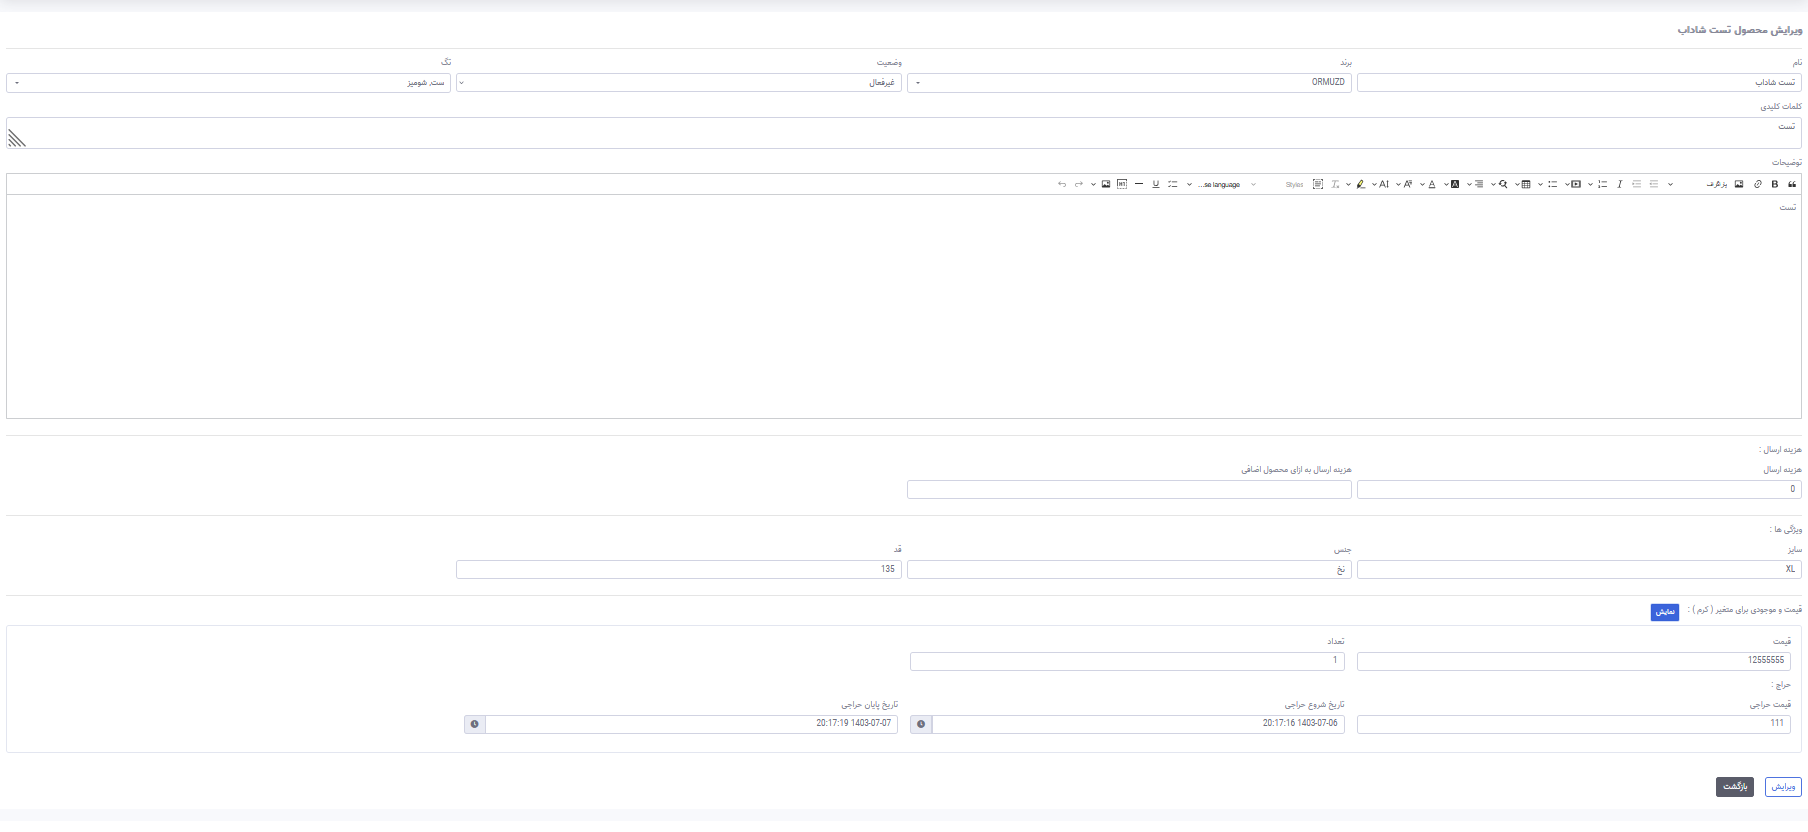 ویرایش محصول تست شاداب
نام
برند
وضعیت
تگ
تست شاداب
ORMUZD
غیرفعال
ست, شومیز
کلمات کلیدی
تست
توضیحات
پاراگراف
Styles
...se language
تست
هزینه ارسال :
هزینه ارسال
هزینه ارسال به ازای محصول اضافی
0
ویژگی ها :
سایز
جنس
قد
XL
نخ
135
قیمت و موجودی برای متغیر ( کرم ) :
نمایش
قیمت
تعداد
12555555
1
حراج :
قیمت حراجی
تاریخ شروع حراجی
تاریخ پایان حراجی
111
20:17:16 1403-07-06
20:17:19 1403-07-07
ویرایش
بازگشت